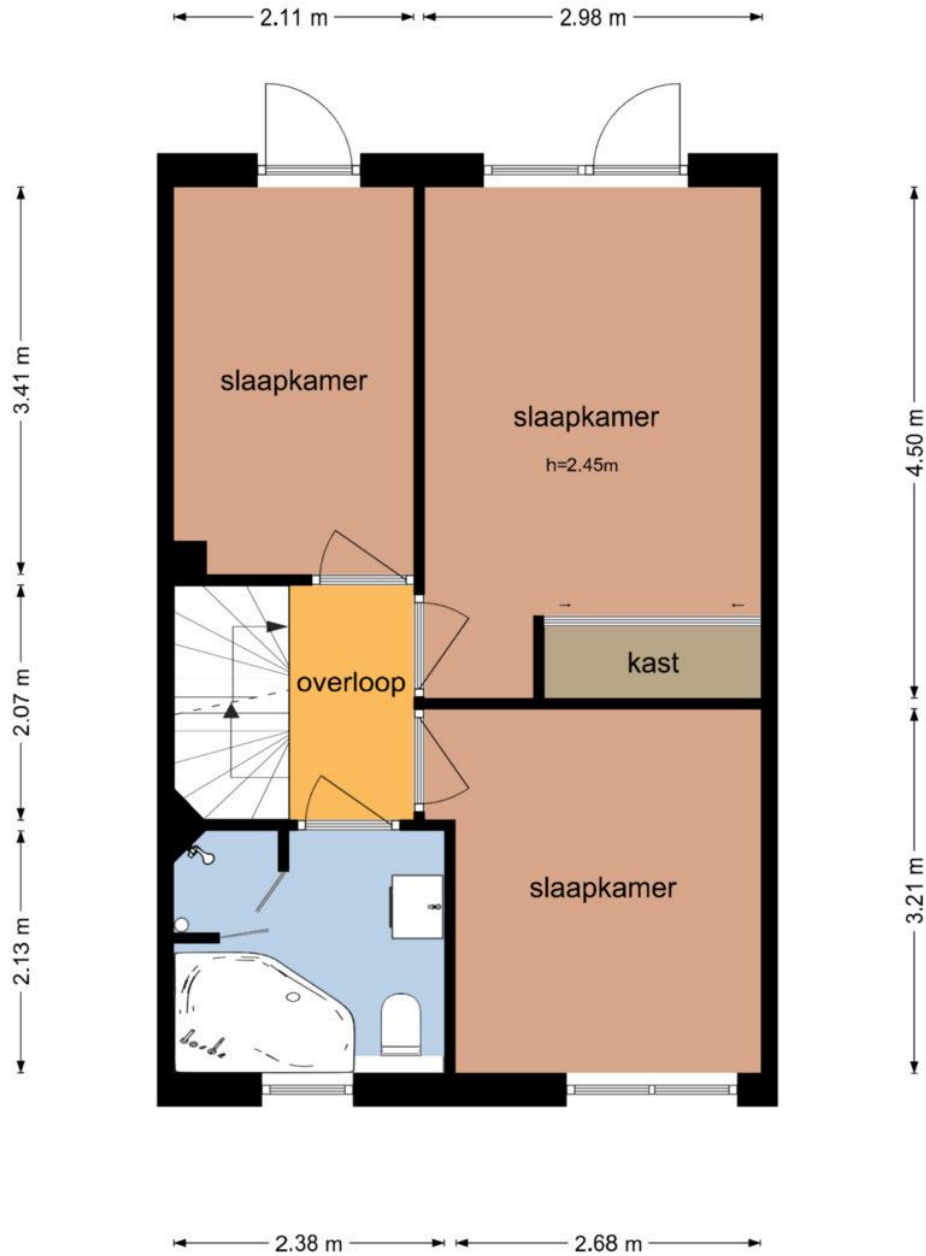 2.11 m
2.98 m
3.41 m
4.50 m
slaapkamer
slaapkamer
h=2.45m
2.07 m
overloop
kast
3.21 m
slaapkamer
2.13 m
2.38 m
2.68 m